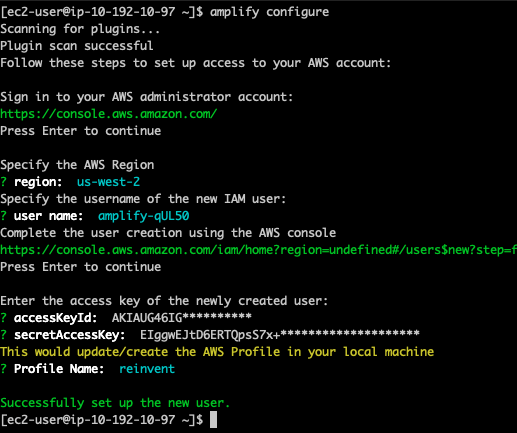 [ec2-user@ip-10-192-10-97 ~]$ amplify configure
Scanning for plugins...
Plugin scan successful
Follow these steps to set up access to your AWS account:
Sign in to your AWS administrator account:
https://console.aws.amazon.com/
Press Enter to continue
Specify the AWS Region
? region: us-west-2
Specify the username of the new IAM user:
? user name: amplify-qUL50
Complete the user creation using the AWS console
https://console.aws.amazon.com/iam/home?region=undefined#/users$new?step=f
Press Enter to continue
Enter the access key of the newly created user:
? accessKeyId: AKIAUG46IG**********
? secretAccessKey: EIggwEJtD6ERTQpsS7x+********************
This would update/create the AWS Profile in your local machine
? Profile Name: reinvent
Successfully set up the new user.
[ec2-user@ip-10-192-10-97 ~]$